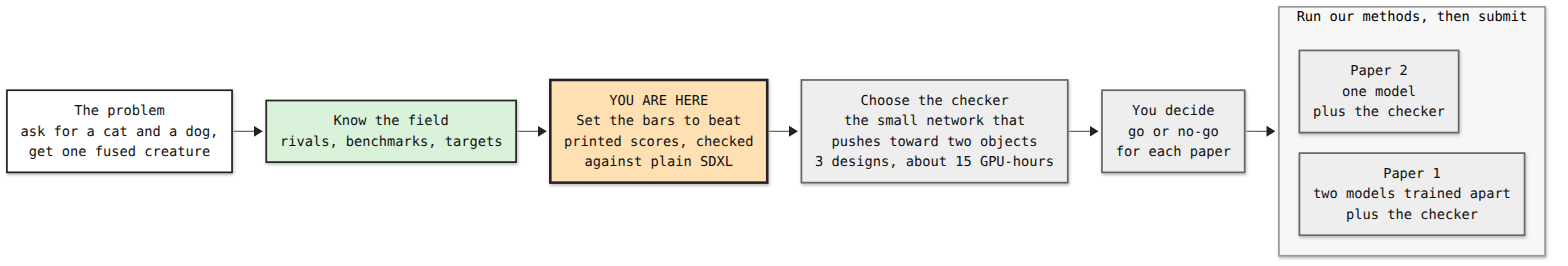 The problem
ask for a cat and a dog,
get one fused creature
Know the field
rivals, benchmarks, targets
YOU ARE HERE
Set the bars to beat
printed scores, checked
against plain SDXL
Choose the checker
the small network that
pushes toward two objects
3 designs, about 15 GPU-hours
You decide
go or no-go
for each paper
Run our methods, then submit
Paper 2
one model
plus the checker
Paper 1
two models trained apart
plus the checker